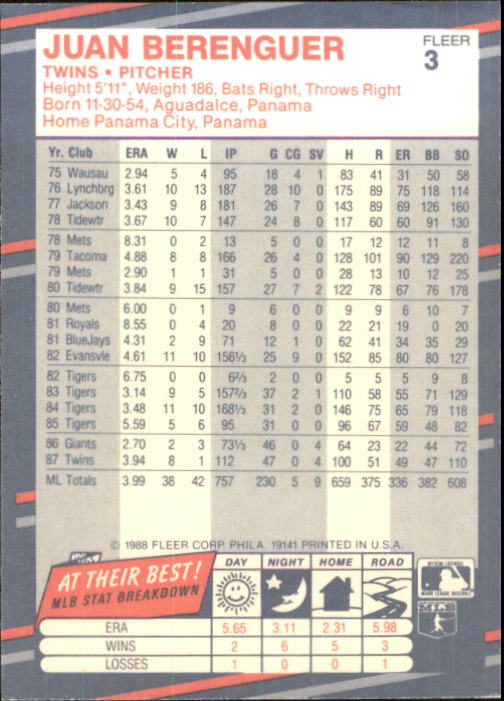 JUAN BERENGUER
FLEER
3
TWINS • PITCHER
Height 5'11", Weight 186, Bats Right, Throws Right
Born 11-30-54, Aguadalce, Panama
Home Panama City, Panama
Yr. Club ERA W L IP G CG SV H R ER BB SO
75 Wausau 2.94 5 4 95 18 4 1 83 41 31 50 58
76 Lynchbrg 3.61 10 13 187 28 10 0 175 89 75 118 114
77 Jackson 3.43 9 8 181 26 7 0 143 89 69 126 160
78 Tidewtr 3.67 10 7 147 24 8 0 117 60 60 91 130
78 Mets 8.31 0 2 13 5 0 0 17 12 12 11 8
79 Tacoma 4.88 8 8 166 26 4 0 128 101 90 129 220
79 Mets 2.90 1 1 31 5 0 0 28 13 10 12 25
80 Tidewtr 3.84 9 15 157 27 7 2 122 78 67 76 178
80 Mets 6.00 0 1 9 6 0 0 9 9 6 10 7
81 Royals 8.55 0 4 20 8 0 0 22 21 19 0 20
81 BlueJays 4.31 2 9 71 12 1 0 62 41 34 35 29
82 Evansvle 4.61 11 10 156⅓ 25 9 0 152 85 80 80 127
82 Tigers 6.75 0 0 6⅔ 2 0 0 5 5 5 9 8
83 Tigers 3.14 9 5 157⅔ 37 2 1 110 58 55 71 129
84 Tigers 3.48 11 10 168⅓ 31 2 0 146 75 65 79 118
85 Tigers 5.59 5 6 95 31 0 0 96 67 59 48 82
86 Giants 2.70 2 3 73⅓ 46 0 4 64 23 22 44 72
87 Twins 3.94 8 1 112 47 0 4 100 51 49 47 110
ML Totals 3.99 38 42 757 230 5 9 659 375 336 382 608
© 1988 FLEER CORP. PHILA. 19141 PRINTED IN U.S.A.
AT THEIR BEST!
MLB STAT BREAKDOWN
DAY NIGHT HOME ROAD
OFFICIAL LICENSEE
MAJOR LEAGUE BASEBALL
ERA 5.65 3.11 2.31 5.98
WINS 2 6 5 3
LOSSES 1 0 0 1